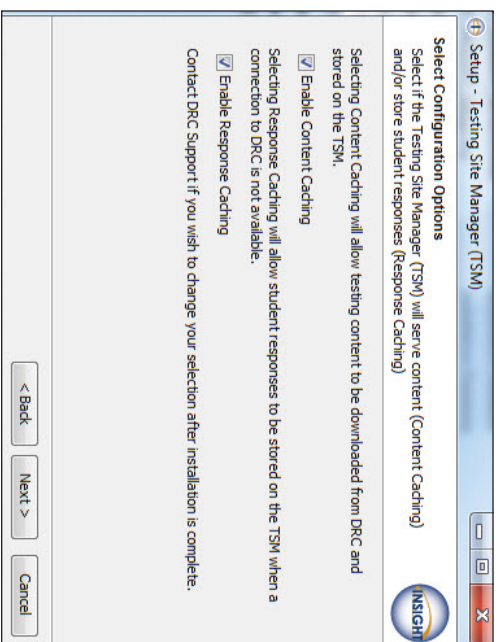 Setup - Testing Site Manager (TSM)
Select Configuration Options
Select if the Testing Site Manager (TSM) will serve content (Content Caching)
and/or store student responses (Response Caching)
INSIGHT
Selecting Content Caching will allow testing content to be downloaded from DRC and
stored on the TSM.
Enable Content Caching
Selecting Response Caching will allow student responses to be stored on the TSM when a
connection to DRC is not available.
Enable Response Caching
Contact DRC Support if you wish to change your selection after installation is complete.
< Back
Next >
Cancel